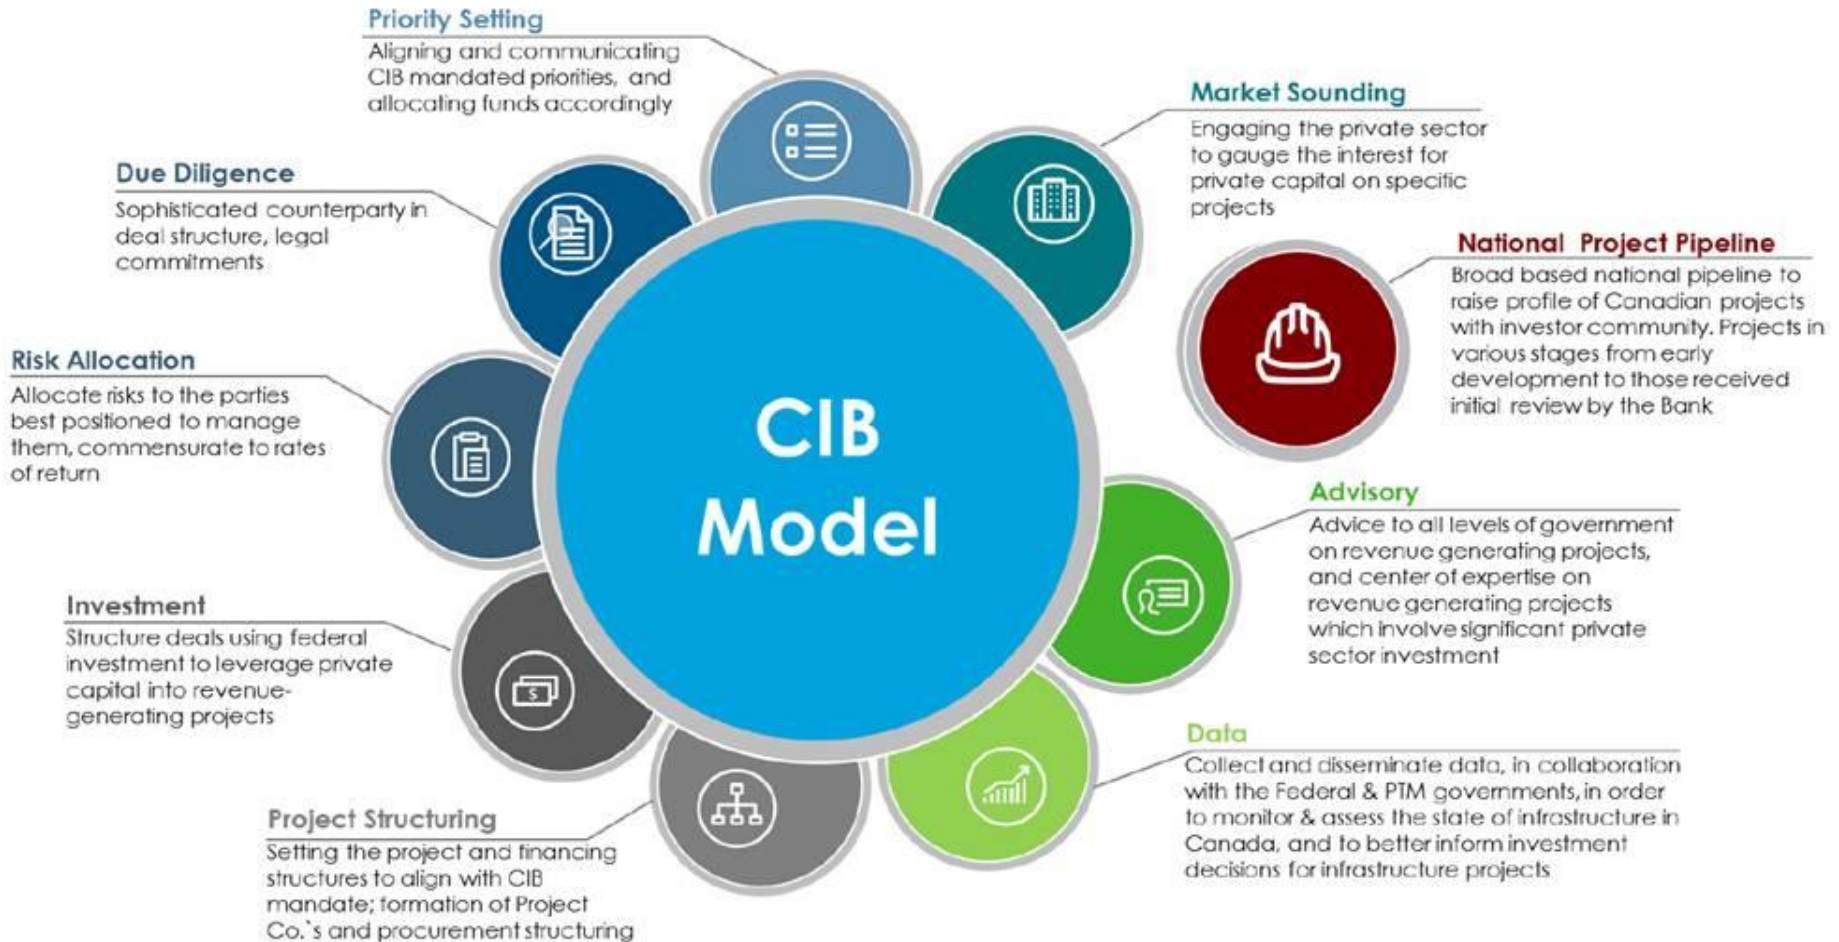 Priority Setting
Aligning and communicating
CIB mandated priorities, and
allocating funds accordingly
Market Sounding
Engaging the private sector
to gauge the interest for
private capital on specific
projects
Due Diligence
Sophisticated counterparty in
deal structure, legal
commitments
National Project Pipeline
Broad based national pipeline to
raise profile of Canadian projects
with investor community. Projects in
various stages from early
development to those received
initial review by the Bank
Risk Allocation
Allocate risks to the parties
best positioned to manage
them, commensurate to rates
of return
CIB
Model
Advisory
Advice to all levels of government
on revenue generating projects,
and center of expertise on
revenue generating projects
which involve significant private
sector investment
Investment
Structure deals using federal
investment to leverage private
capital into revenue-
generating projects
$
Data
Collect and disseminate data, in collaboration
with the Federal & PTM governments, in order
to monitor & assess the state of infrastructure in
Canada, and to better inform investment
decisions for infrastructure projects
Project Structuring
Setting the project and financing
structures to align with CIB
mandate; formation of Project
Co.`s and procurement structuring